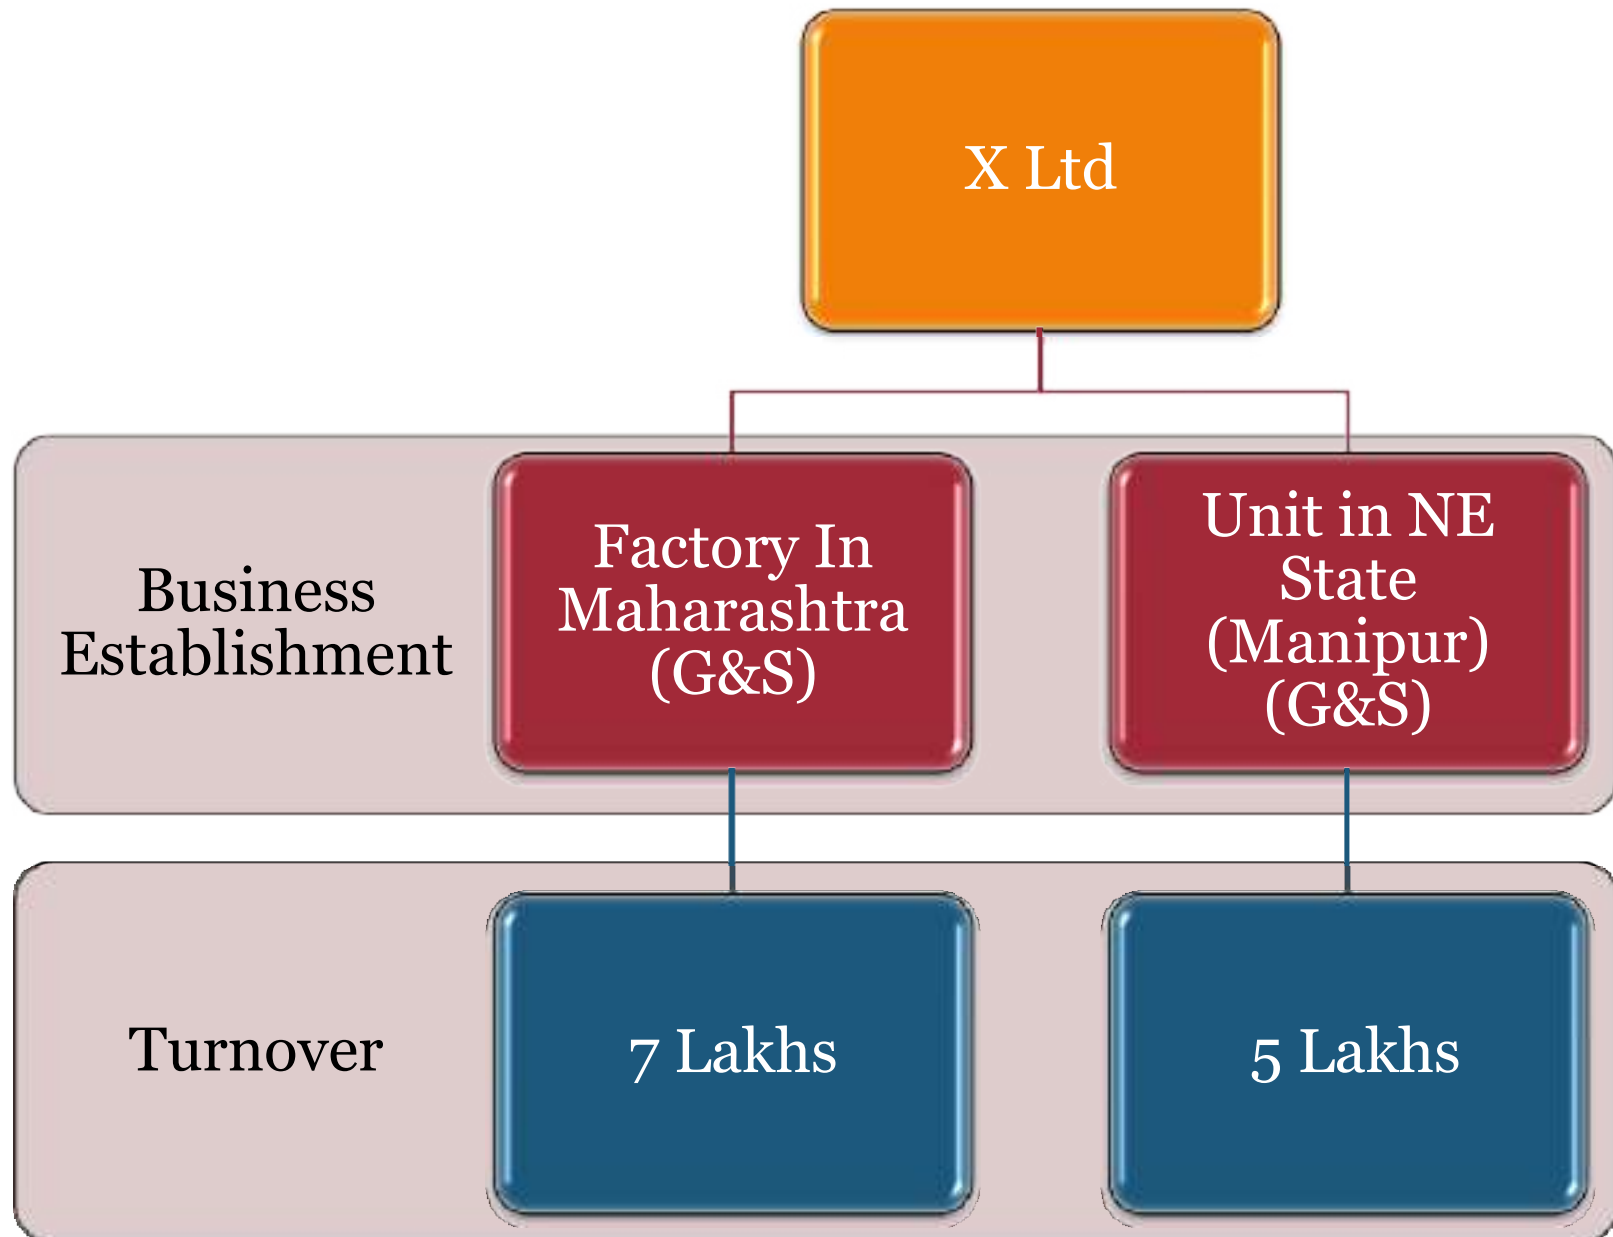 X Ltd
Business
Establishment
Factory In
Maharashtra
(G&S)
Unit in NE
State
(Manipur)
(G&S)
Turnover
7 Lakhs
5 Lakhs